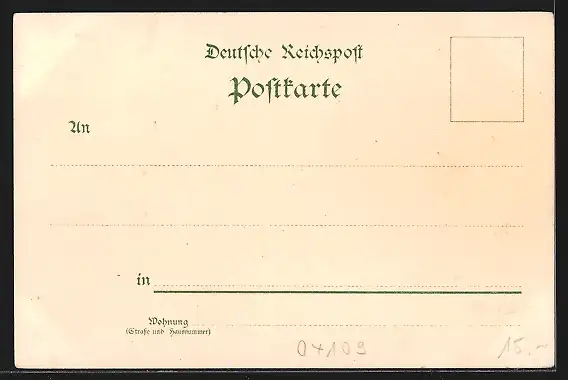 Deutſche Reichspoſt
Poſtkarte
An
in
Wohnung
(Straße und Hausnummer)
04109
15.-